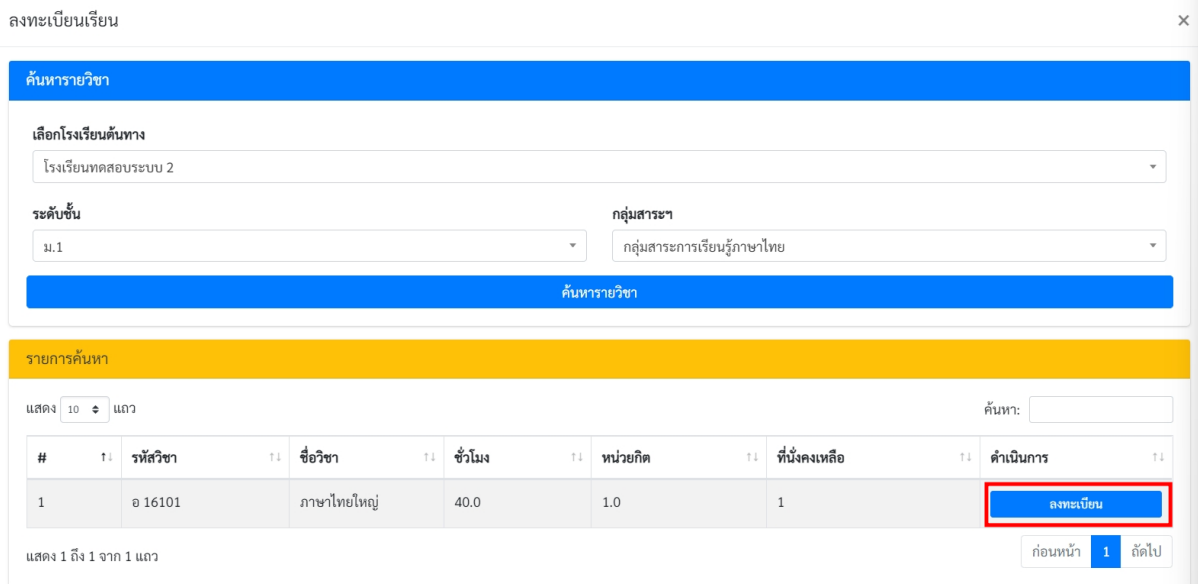 ลงทะเบียนเรียน ×
ค้นหารายวิชา
เลือกโรงเรียนต้นทาง
โรงเรียนทดสอบระบบ 2
ระดับชั้น กลุ่มสาระฯ
ม.1 กลุ่มสาระการเรียนรู้ภาษาไทย
ค้นหารายวิชา
รายการค้นหา
แสดง 10 แถว ค้นหา:
# รหัสวิชา ชื่อวิชา ชั่วโมง หน่วยกิต ที่นั่งคงเหลือ ดำเนินการ
1 อ 16101 ภาษาไทยใหญ่ 40.0 1.0 1 ลงทะเบียน
แสดง 1 ถึง 1 จาก 1 แถว ก่อนหน้า 1 ถัดไป